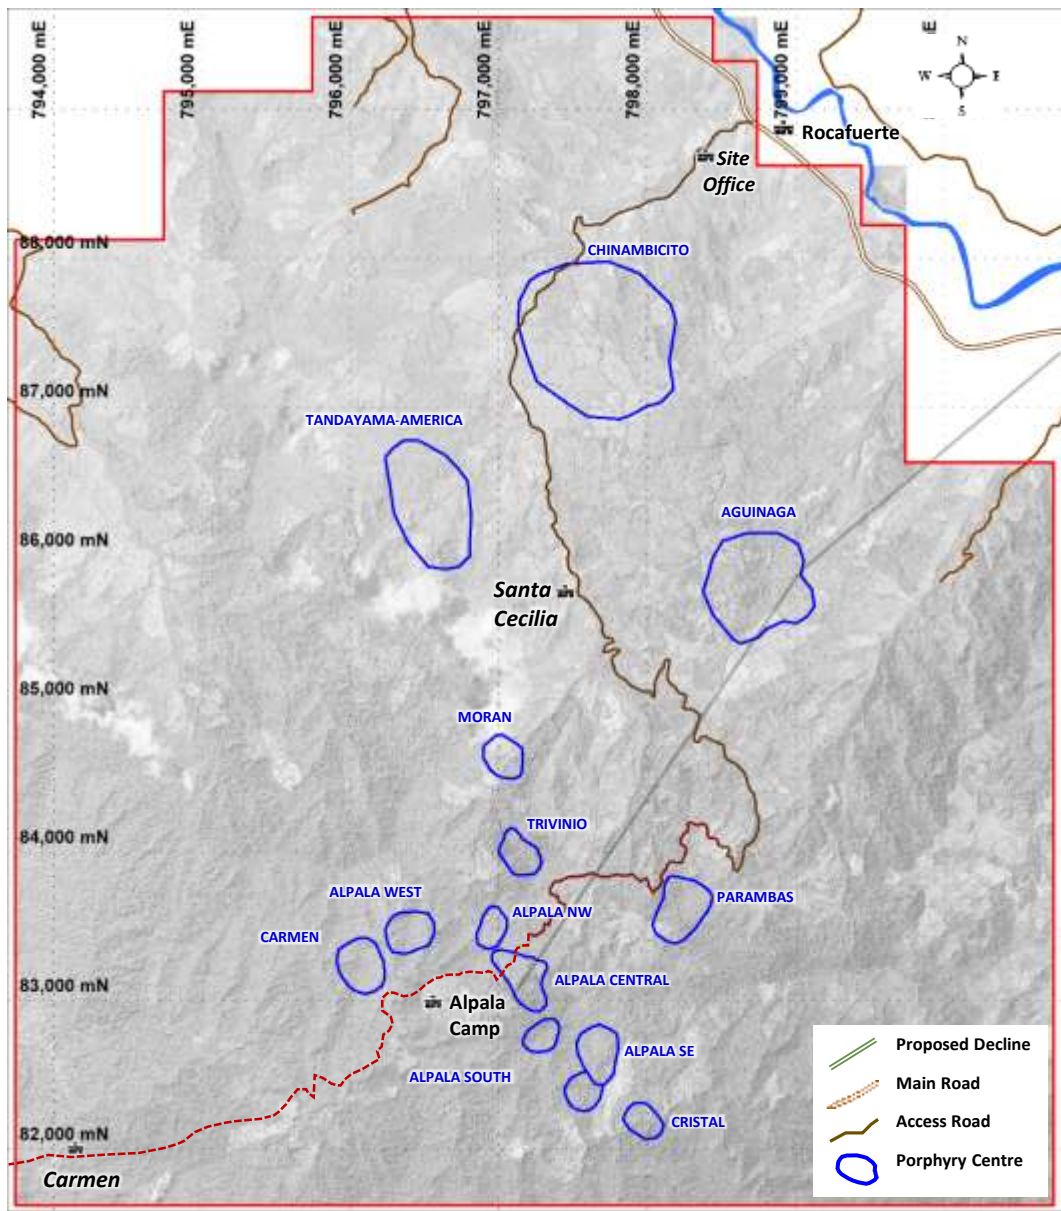 794,000 mE
795,000 mE
796,000 mE
797,000 mE
798,000 mE
799,000 mE
E
N
W
E
S
Rocafuerte
Site
Office
88,000 mN
CHINAMBICITO
87,000 mN
TANDAYAMA-AMERICA
AGUINAGA
86,000 mN
Santa
Cecilia
85,000 mN
MORAN
84,000 mN
TRIVINIO
ALPALA WEST
PARAMBAS
ALPALA NW
CARMEN
83,000 mN
ALPALA CENTRAL
Alpala
Camp
ALPALA SE
ALPALA SOUTH
CRISTAL
82,000 mN
Carmen
Proposed Decline
Main Road
Access Road
Porphyry Centre